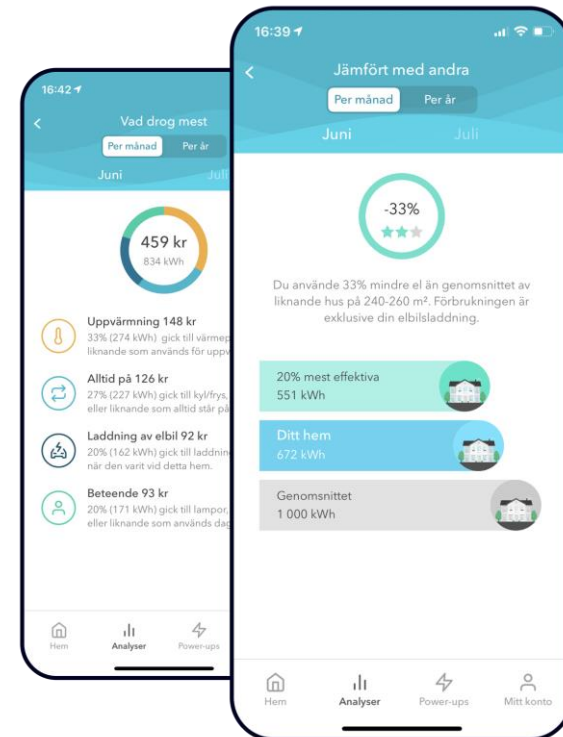 16:42
Vad drog mest
Per månad Per år
Juni Juli
459 kr
834 kWh
Uppvärmning 148 kr
33% (274 kWh) gick till värmep
liknande som används för uppv
Alltid på 126 kr
27% (227 kWh) gick till kyl/frys,
eller liknande som alltid står på
Laddning av elbil 92 kr
20% (162 kWh) gick till laddnin
när den varit vid detta hem.
Beteende 93 kr
20% (171 kWh) gick till lampor,
eller liknande som används dag
Hem Analyser Power-ups
16:39
Jämfört med andra
Per månad Per år
Juni Juli
-33%
Du använde 33% mindre el än genomsnittet av
liknande hus på 240-260 m². Förbrukningen är
exklusive din elbilsladdning.
20% mest effektiva
551 kWh
Ditt hem
672 kWh
Genomsnittet
1 000 kWh
Hem Analyser Power-ups Mitt konto